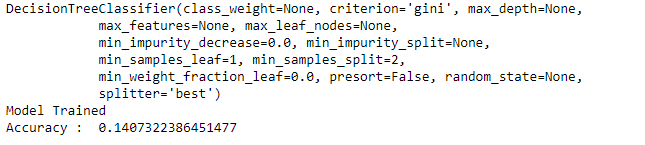 DecisionTreeClassifier(class_weight=None, criterion='gini', max_depth=None,
            max_features=None, max_leaf_nodes=None,
            min_impurity_decrease=0.0, min_impurity_split=None,
            min_samples_leaf=1, min_samples_split=2,
            min_weight_fraction_leaf=0.0, presort=False, random_state=None,
            splitter='best')
Model Trained
Accuracy :  0.1407322386451477